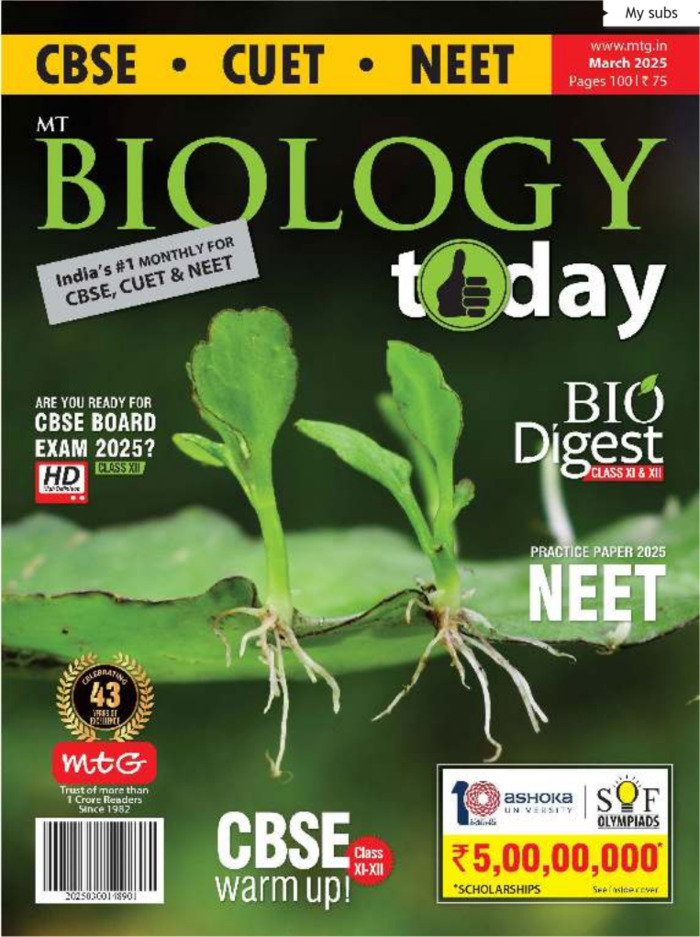 My subs
CBSE • CUET • NEET
www.mtg.in
March 2025
Pages 100 | ₹ 75
MT
BIOLOGY
today
India's #1 MONTHLY FOR
CBSE, CUET & NEET
ARE YOU READY FOR
CBSE BOARD
EXAM 2025?
HD
CLASS XII
BIO
Digest
CLASS XI & XII
PRACTICE PAPER 2025
NEET
CELEBRATING
43
YEARS OF
EXCELLENCE
mtG
Trust of more than
1 Crore Readers
Since 1982
20250300148901
CBSE
warm up!
Class
XI-XII
ASHOKA
UNIVERSITY
SOF
OLYMPIADS
₹5,00,00,000*
*SCHOLARSHIPS
See inside cover